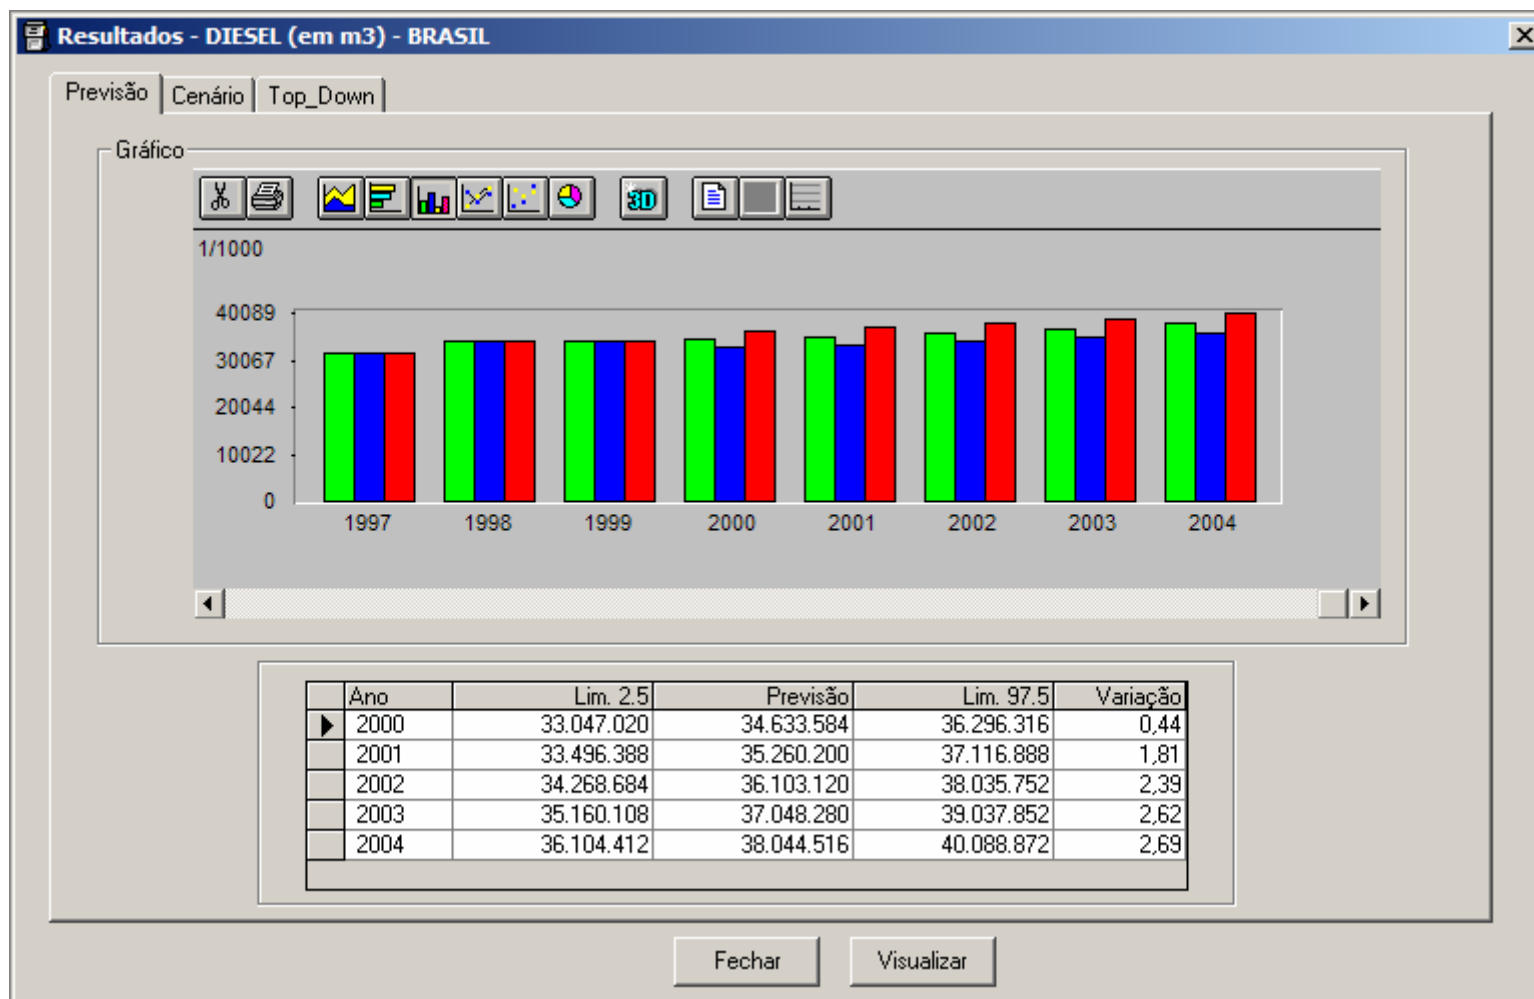 Resultados - DIESEL (em m3) - BRASIL
Previsão Cenário Top_Down
Gráfico
3D
1/1000
40089
30067
20044
10022
0
1997 1998 1999 2000 2001 2002 2003 2004
Ano Lim. 2.5 Previsão Lim. 97.5 Variação
2000 33.047.020 34.633.584 36.296.316 0,44
2001 33.496.388 35.260.200 37.116.888 1,81
2002 34.268.684 36.103.120 38.035.752 2,39
2003 35.160.108 37.048.280 39.037.852 2,62
2004 36.104.412 38.044.516 40.088.872 2,69
Fechar Visualizar